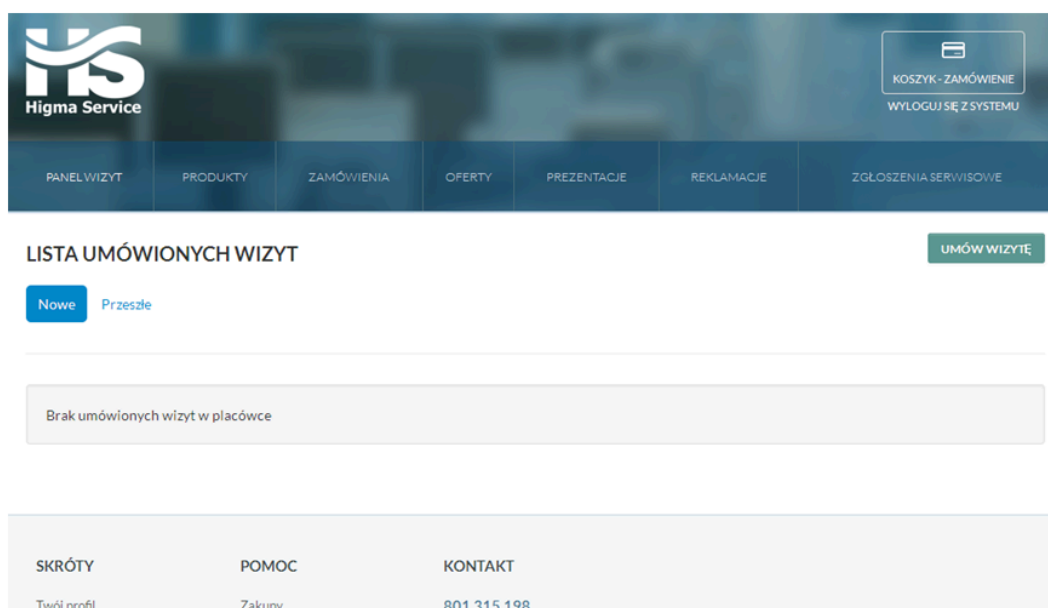 HS
Higma Service
KOSZYK - ZAMÓWIENIE
WYLOGUJ SIĘ Z SYSTEMU
PANEL WIZYT PRODUKTY ZAMÓWIENIA OFERTY PREZENTACJE REKLAMACJE ZGŁOSZENIA SERWISOWE
LISTA UMÓWIONYCH WIZYT
UMÓW WIZYTĘ
Nowe Przeszłe
Brak umówionych wizyt w placówce
SKRÓTY POMOC KONTAKT
Twój profil Zakupy 801 315 198